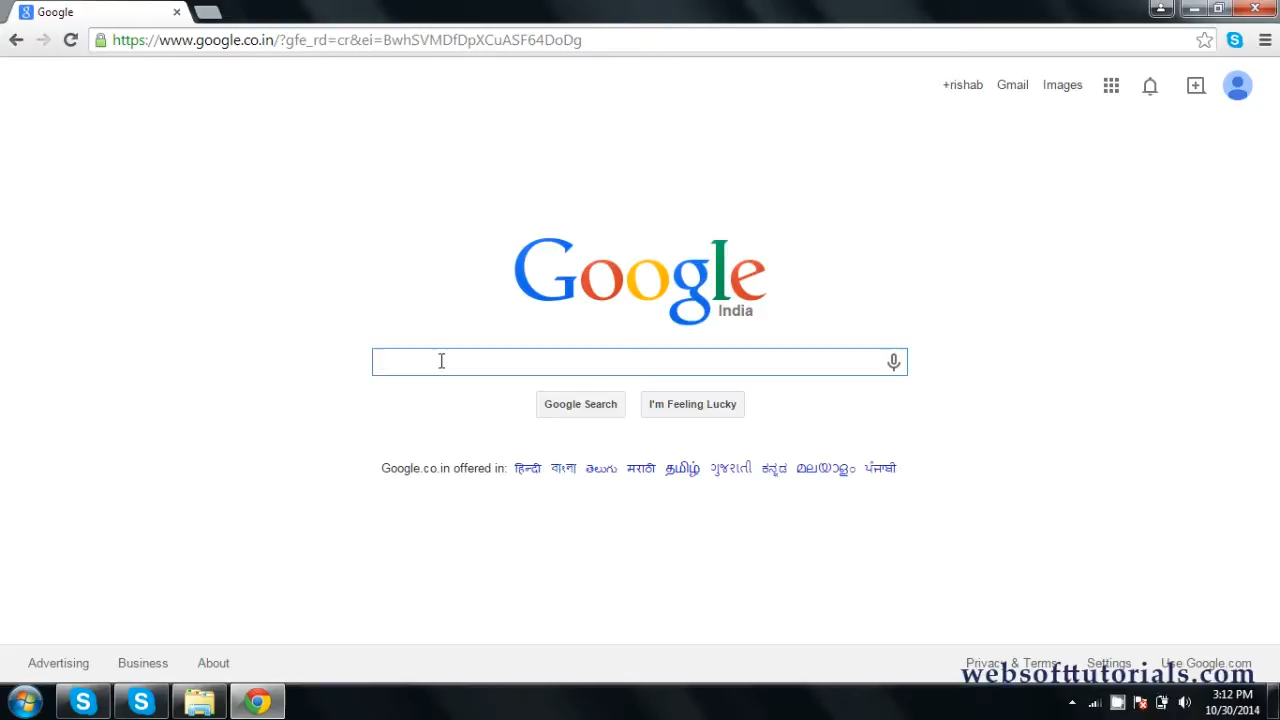 Google
https://www.google.co.in/?gfe_rd=cr&ei=BwhSVMDfDpXCuASF64DoDg
+rishab Gmail Images
Google
India
Google Search I'm Feeling Lucky
Google.co.in offered in: हिन्दी বাংলা తెలుగు मराठी தமிழ் ગુજરાતી ಕನ್ನಡ മലയാളം ਪੰਜਾਬੀ
Advertising Business About Privacy & Terms Settings Use Google.com
websofttutorials.com
3:12 PM
10/30/2014